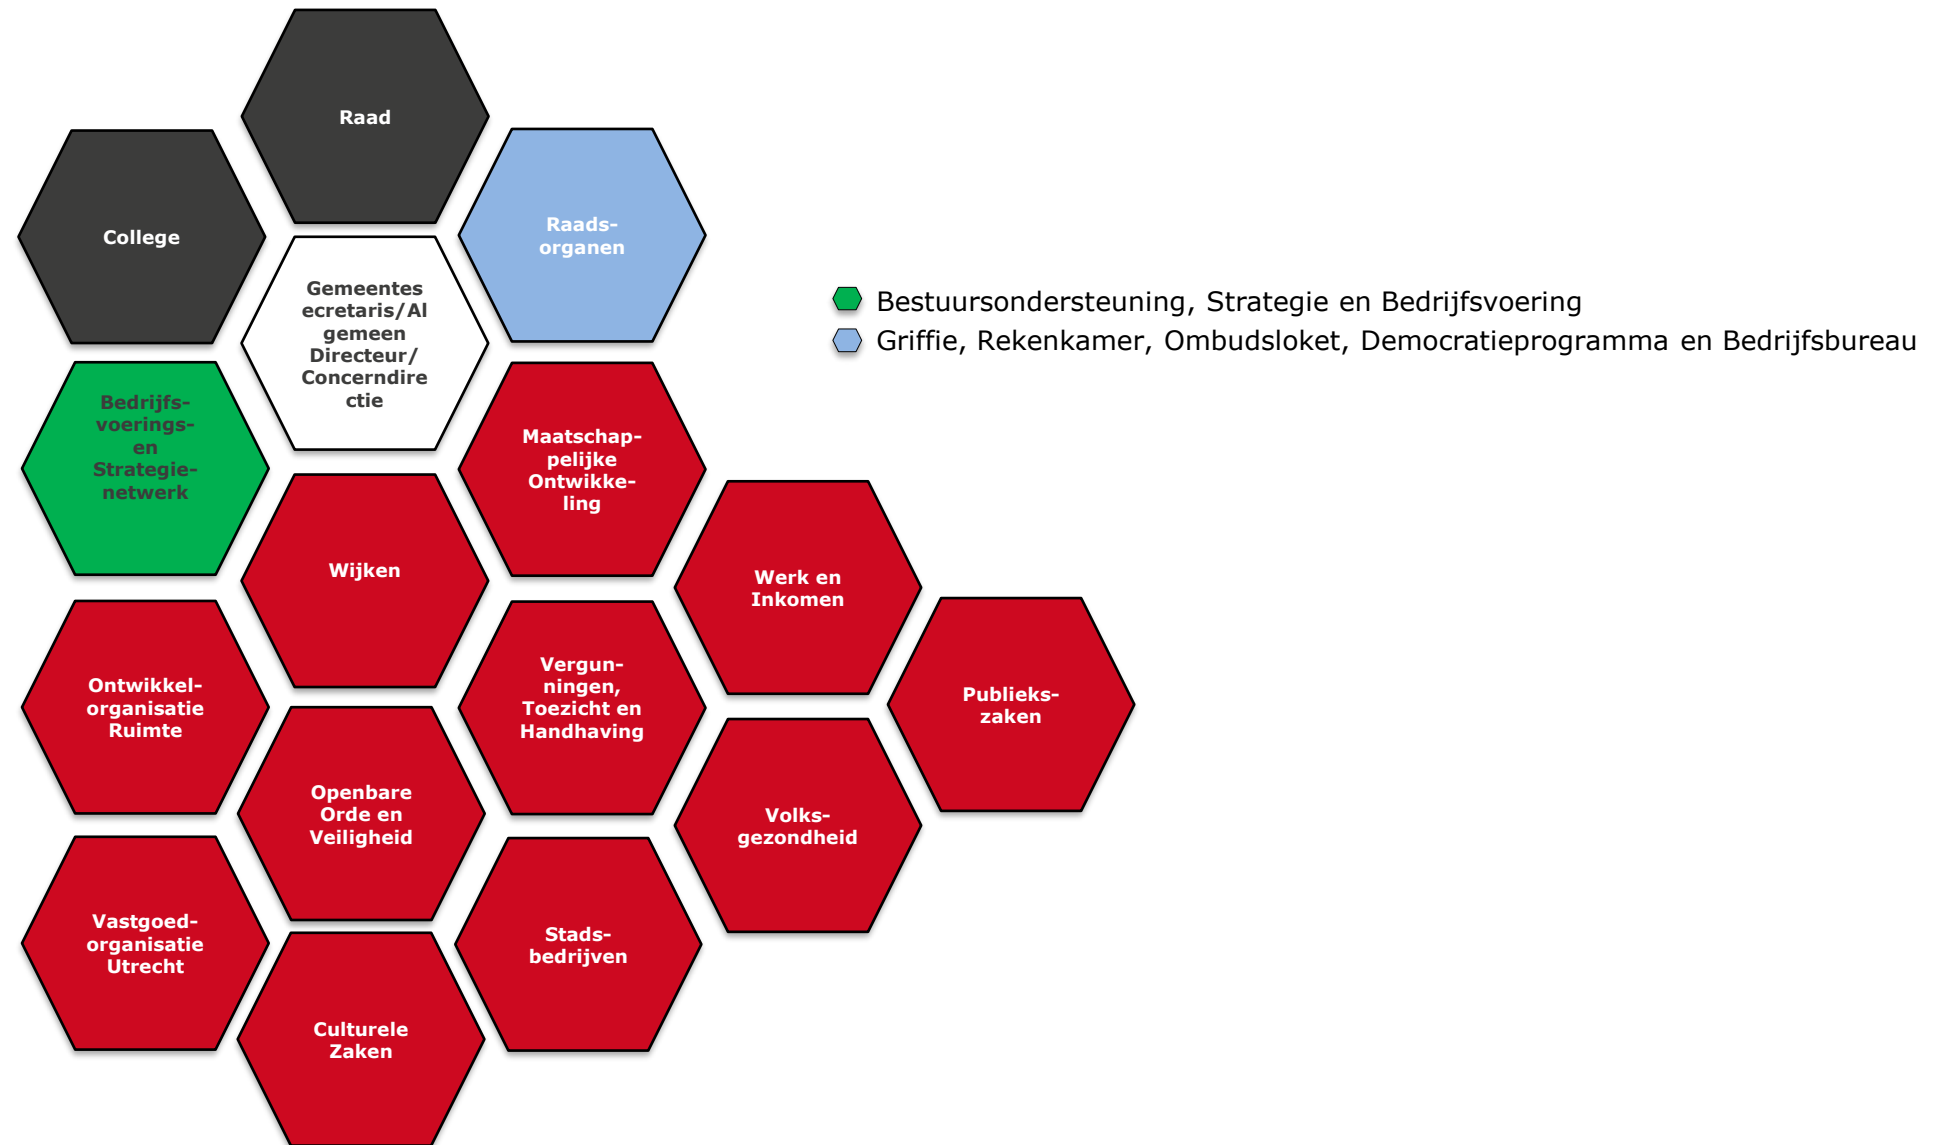 Raad
College
Raads-
organen
Gemeentes
ecretaris/Al
gemeen
Directeur/
Concerndire
ctie
Bestuursondersteuning, Strategie en Bedrijfsvoering
Griffie, Rekenkamer, Ombudsloket, Democratieprogramma en Bedrijfsbureau
Bedrijfs-
voerings-
en
Strategie-
netwerk
Maatschap-
pelijke
Ontwikke-
ling
Wijken
Werk en
Inkomen
Ontwikkel-
organisatie
Ruimte
Vergun-
ningen,
Toezicht en
Handhaving
Publieks-
zaken
Openbare
Orde en
Veiligheid
Volks-
gezondheid
Vastgoed-
organisatie
Utrecht
Stads-
bedrijven
Culturele
Zaken